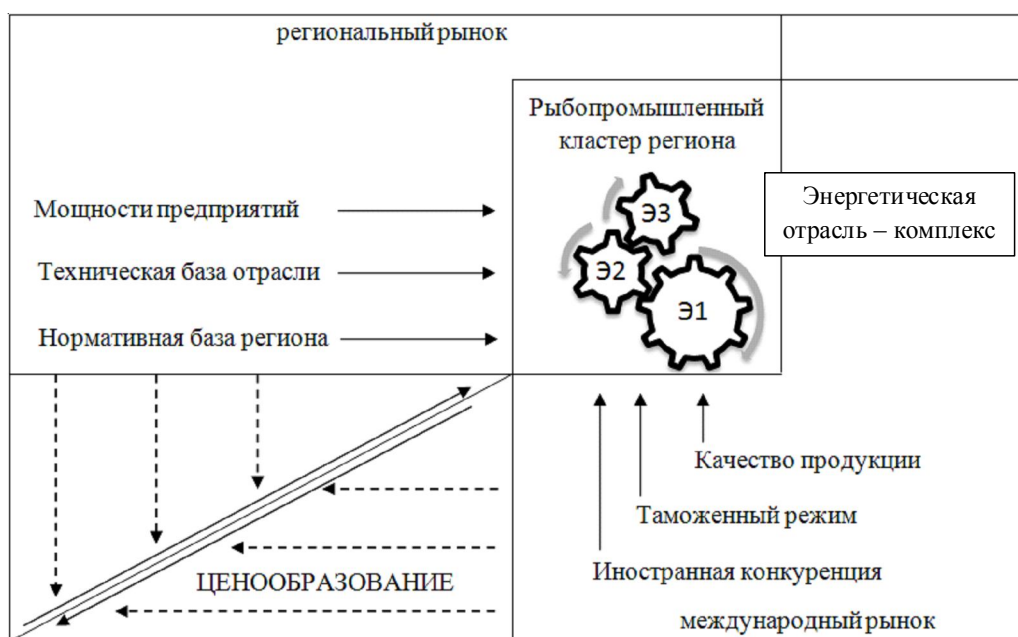 региональный рынок
Рыбопромышленный
кластер региона
Мощности предприятий
Техническая база отрасли
Нормативная база региона
Э3
Э2
Э1
Энергетическая
отрасль – комплекс
Качество продукции
Таможенный режим
Иностранная конкуренция
международный рынок
ЦЕНООБРАЗОВАНИЕ